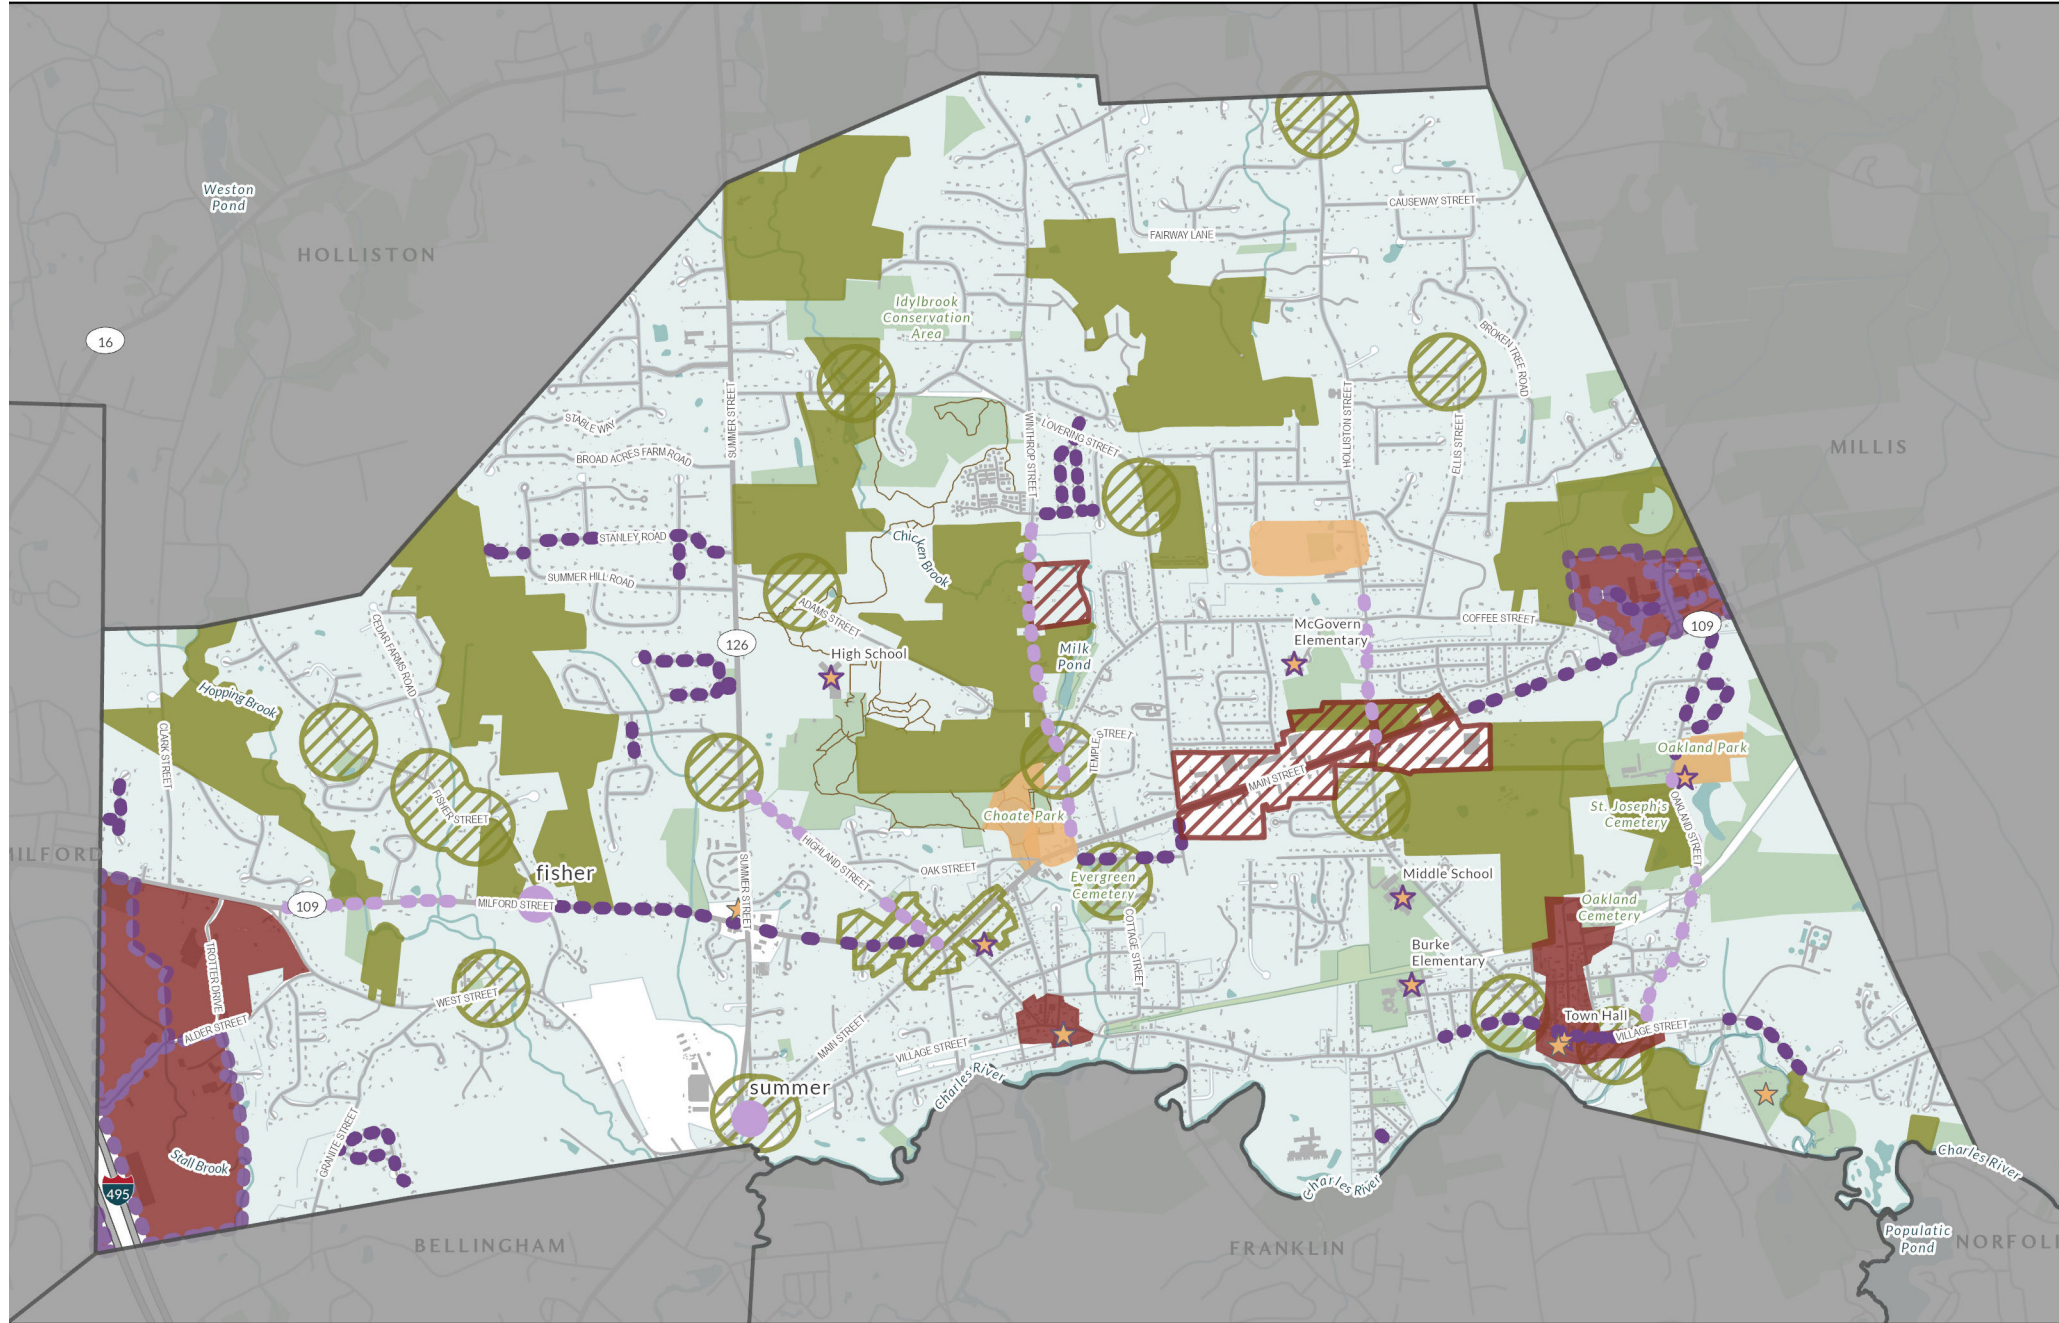 Weston
Pond
HOLLISTON
16
CAUSEWAY STREET
FAIRWAY LANE
Idylbrook
Conservation
Area
BROKEN TREE ROAD
SUMMER STREET
STABLE WAY
BROAD ACRES FARM ROAD
WINTHROP STREET
LOVERING STREET
HOLLISTON STREET
ELLIS STREET
MILLIS
STANLEY ROAD
SUMMER HILL ROAD
Chicken Brook
ADAMS STREET
CEDAR FARMS ROAD
126
High School
Milk
Pond
McGovern
Elementary
COFFEE STREET
109
Hopping Brook
CLARK STREET
FISHER STREET
TEMPLE STREET
MAIN STREET
Oakland Park
OAKLAND STREET
St. Joseph's
Cemetery
Choate Park
HIGHLAND STREET
OAK STREET
SUMMER STREET
MILFORD
fisher
109
MILFORD STREET
Evergreen
Cemetery
COTTAGE STREET
Middle School
Oakland
Cemetery
Burke
Elementary
TROTTER DRIVE
WEST STREET
ALDER STREET
Town Hall
VILLAGE STREET
MAIN STREET
VILLAGE STREET
Charles River
summer
GRANITE STREET
Stall Brook
495
Charles River
Charles River
BELLINGHAM
FRANKLIN
Populatic
Pond
NORFOL